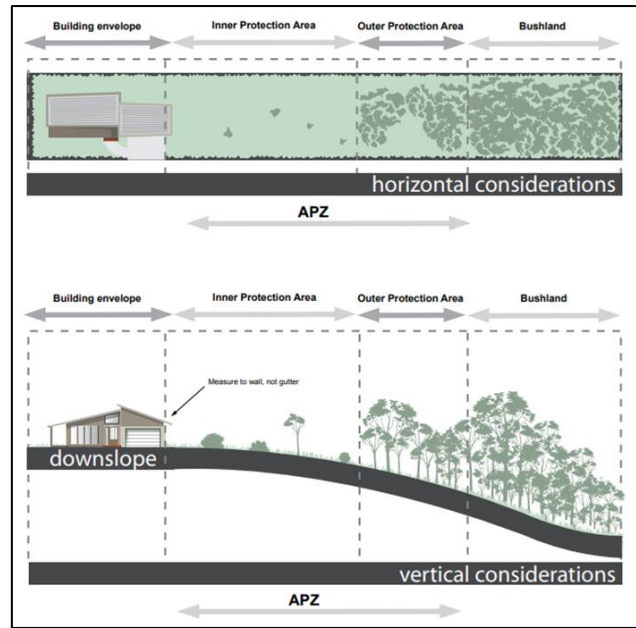 Building envelope Inner Protection Area Outer Protection Area Bushland
horizontal considerations
APZ
Building envelope Inner Protection Area Outer Protection Area Bushland
Measure to wall, not gutter
downslope
vertical considerations
APZ